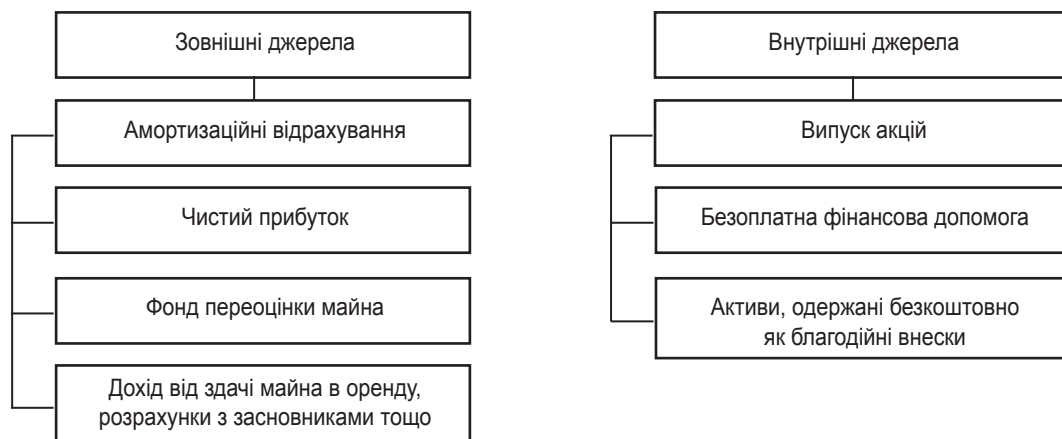 Зовнішні джерела
Амортизаційні відрахування
Чистий прибуток
Фонд переоцінки майна
Дохід від здачі майна в оренду,
розрахунки з засновниками тощо
Внутрішні джерела
Випуск акцій
Безоплатна фінансова допомога
Активи, одержані безкоштовно
як благодійні внески